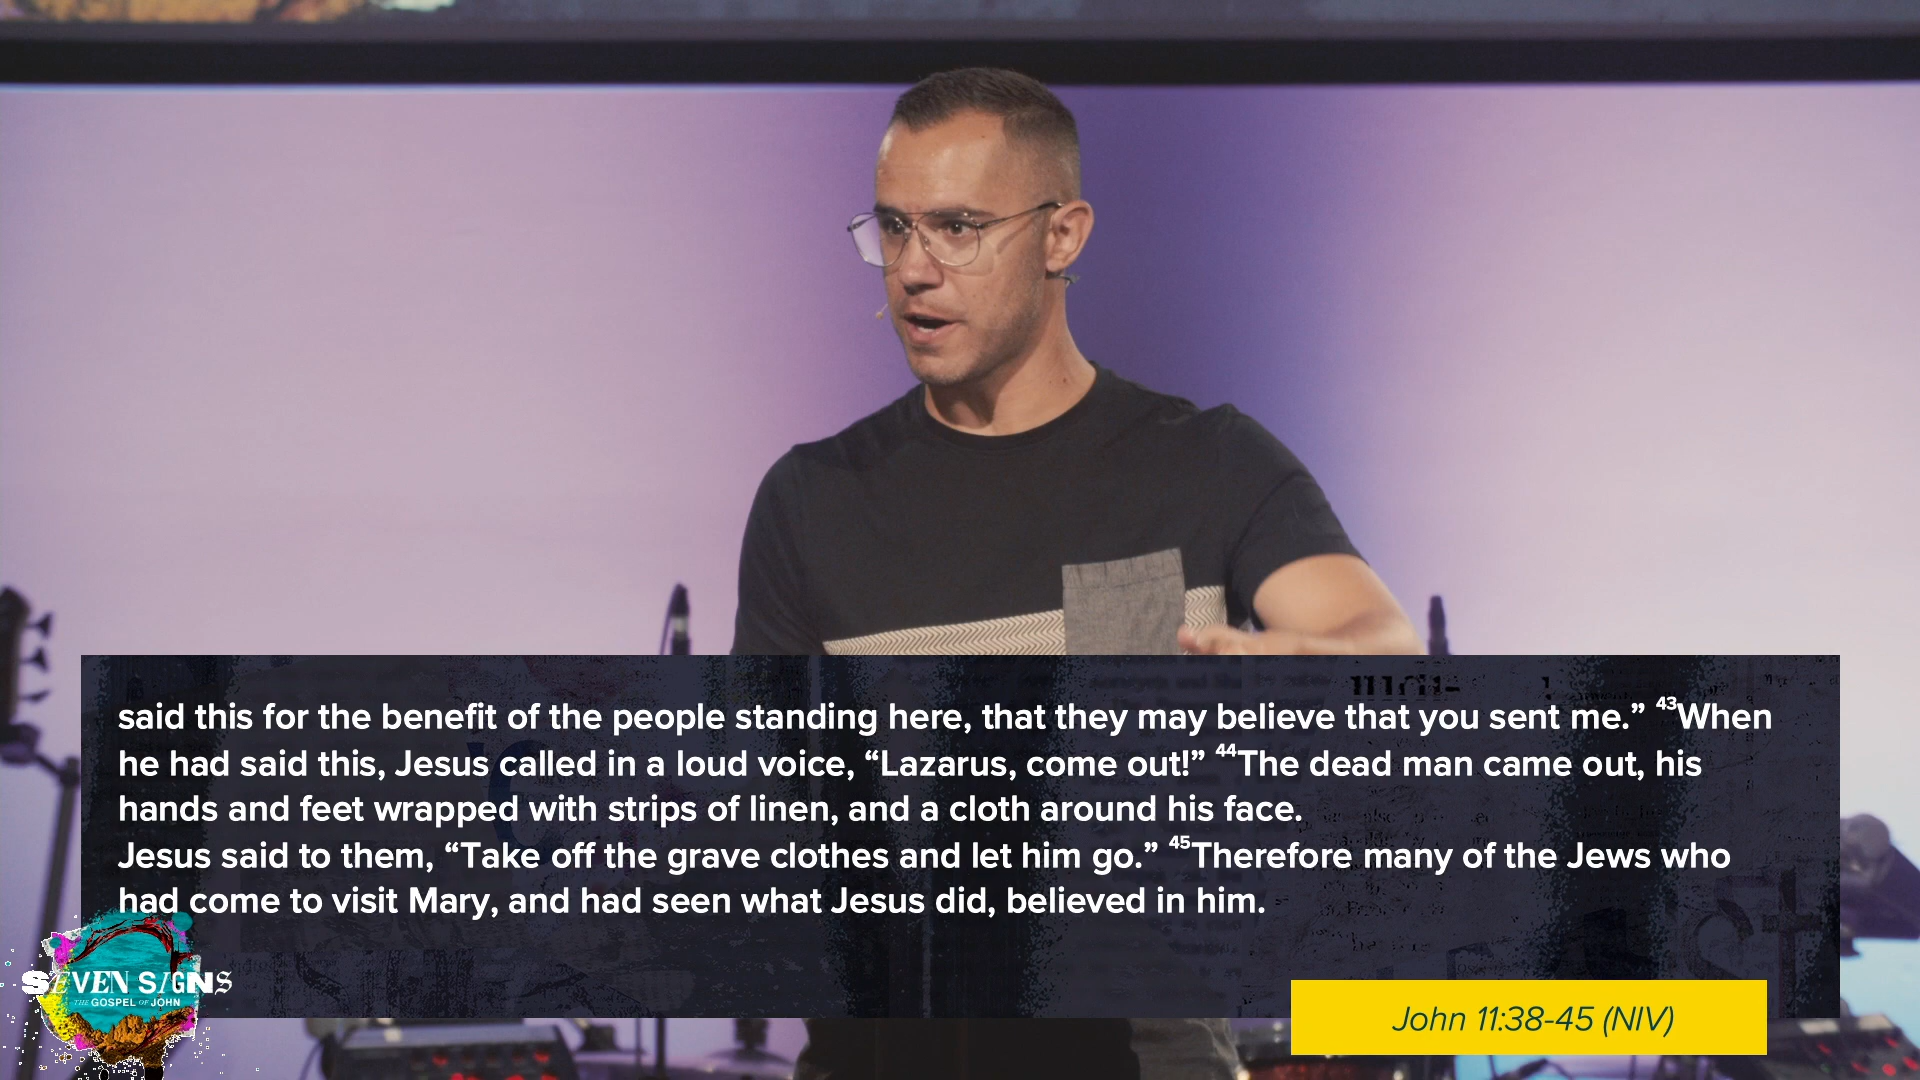 said this for the benefit of the people standing here, that they may believe that you sent me.” ⁴³When
he had said this, Jesus called in a loud voice, “Lazarus, come out!” ⁴⁴The dead man came out, his
hands and feet wrapped with strips of linen, and a cloth around his face.
Jesus said to them, “Take off the grave clothes and let him go.” ⁴⁵Therefore many of the Jews who
had come to visit Mary, and had seen what Jesus did, believed in him.
SEVEN SIGNS
THE GOSPEL OF JOHN
John 11:38-45 (NIV)